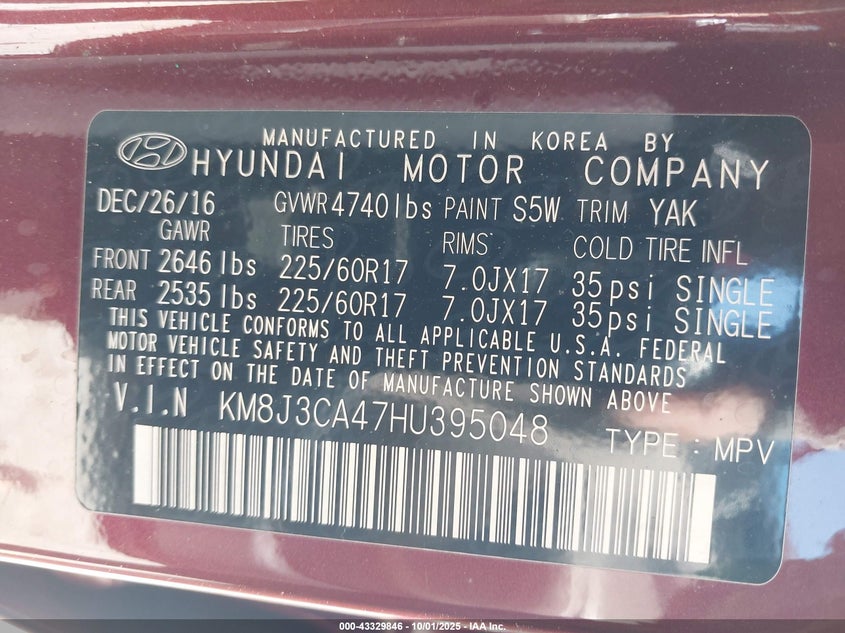 MANUFACTURED IN KOREA BY
HYUNDAI MOTOR COMPANY
DEC/26/16 GVWR 4740 lbs PAINT S5W TRIM YAK
GAWR TIRES RIMS COLD TIRE INFL
FRONT 2646 lbs 225/60R17 7.0JX17 35psi SINGLE
REAR 2535 lbs 225/60R17 7.0JX17 35psi SINGLE
THIS VEHICLE CONFORMS TO ALL APPLICABLE U.S.A. FEDERAL
MOTOR VEHICLE SAFETY AND THEFT PREVENTION STANDARDS
IN EFFECT ON THE DATE OF MANUFACTURE SHOWN ABOVE
V.I.N KM8J3CA47HU395048 TYPE : MPV
000-43329846 - 10/01/2025 - IAA Inc.